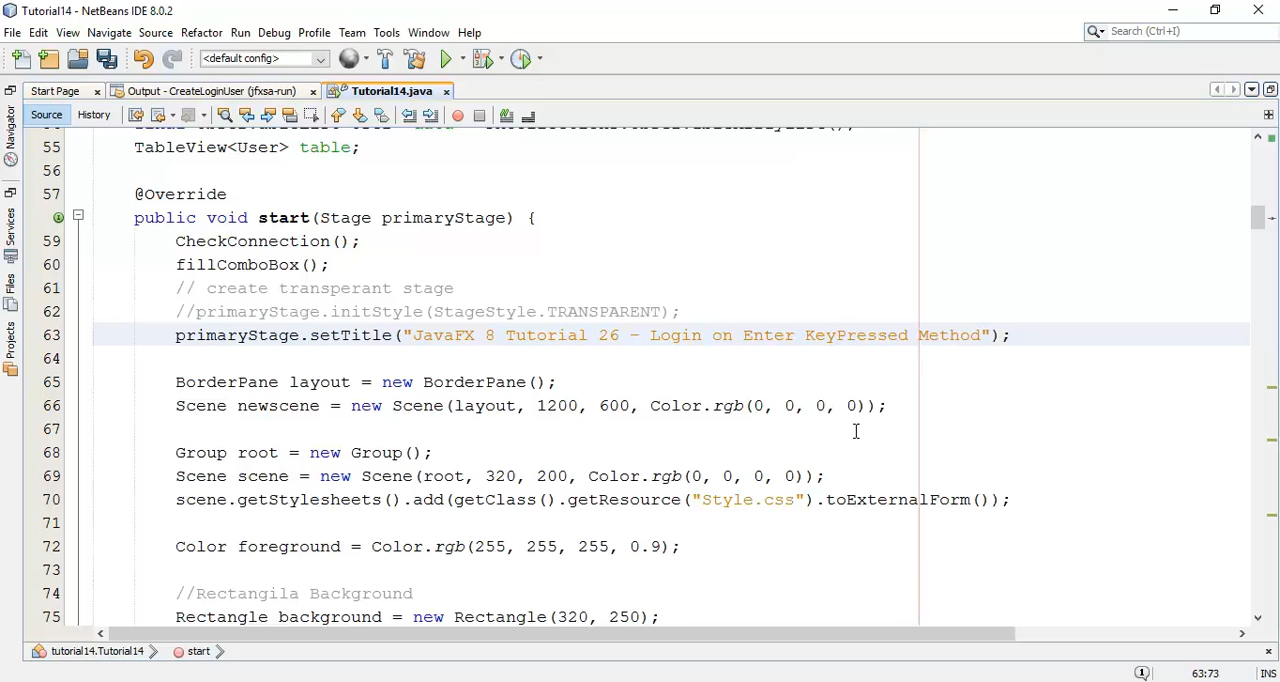 Tutorial14 - NetBeans IDE 8.0.2
File Edit View Navigate Source Refactor Run Debug Profile Team Tools Window Help
Search (Ctrl+I)
<default config>
Start Page Output - CreateLoginUser (jfxsa-run) Tutorial14.java
Source History
Navigator
Services
Files
Projects
55 TableView<User> table;
56
57 @Override
public void start(Stage primaryStage) {
59 CheckConnection();
60 fillComboBox();
61 // create transperant stage
62 //primaryStage.initStyle(StageStyle.TRANSPARENT);
63 primaryStage.setTitle("JavaFX 8 Tutorial 26 - Login on Enter KeyPressed Method");
64
65 BorderPane layout = new BorderPane();
66 Scene newscene = new Scene(layout, 1200, 600, Color.rgb(0, 0, 0, 0));
67
68 Group root = new Group();
69 Scene scene = new Scene(root, 320, 200, Color.rgb(0, 0, 0, 0));
70 scene.getStylesheets().add(getClass().getResource("Style.css").toExternalForm());
71
72 Color foreground = Color.rgb(255, 255, 255, 0.9);
73
74 //Rectangila Background
75 Rectangle background = new Rectangle(320, 250);
tutorial14.Tutorial14 start
63:73 INS